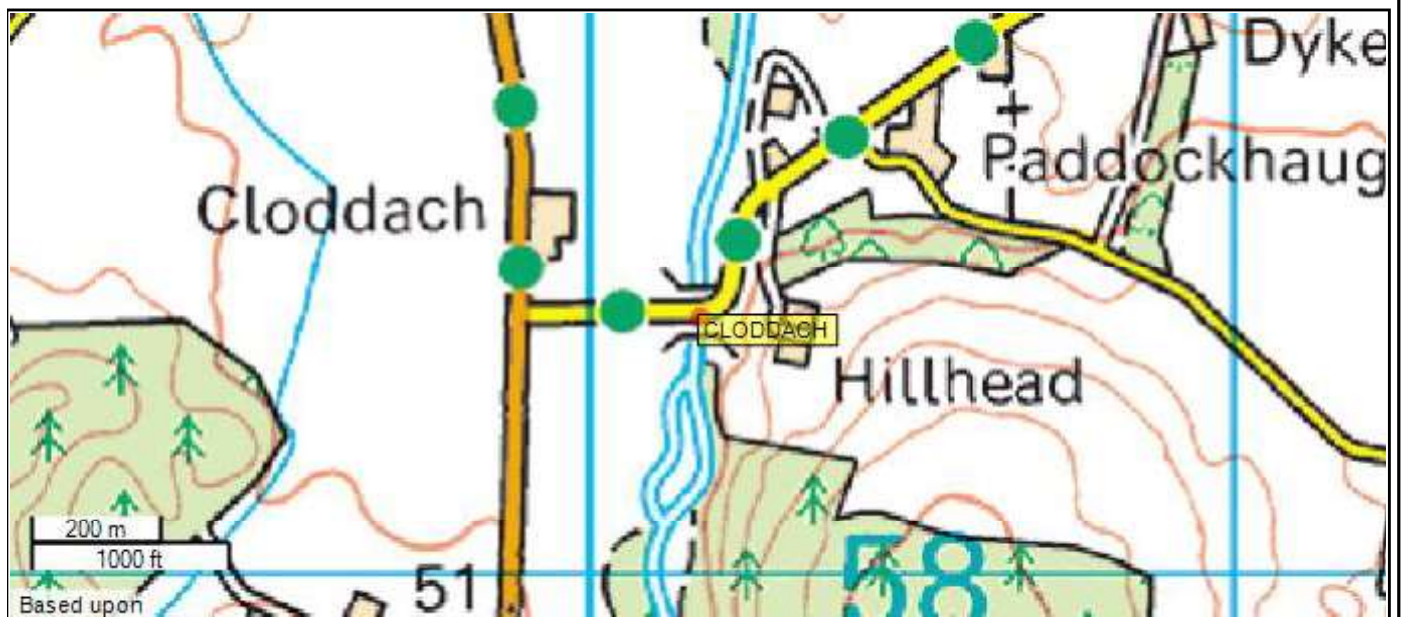 Dyke
Paddockhaug
Cloddach
CLODDACH
Hillhead
200 m
1000 ft
58
51
Based upon